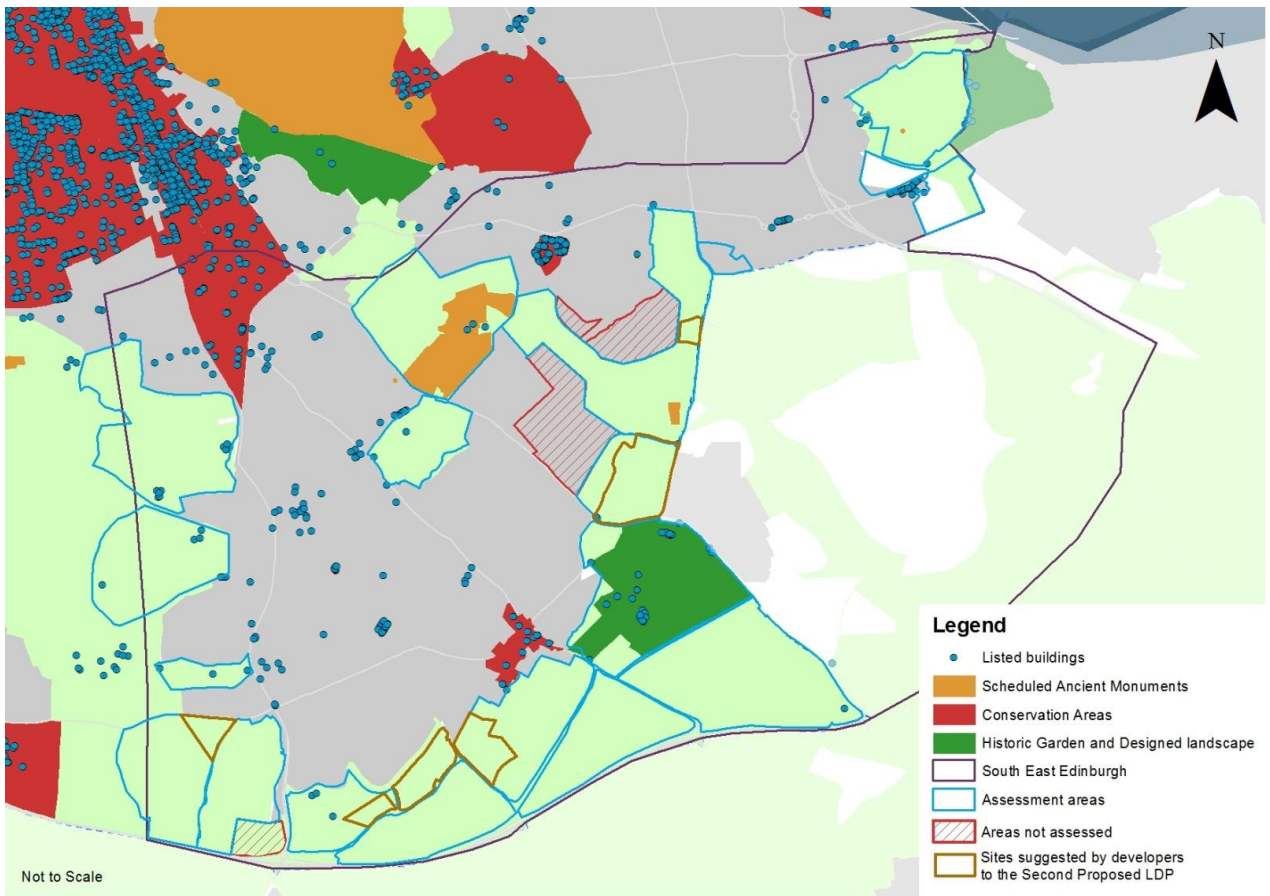 N
Legend
Listed buildings
Scheduled Ancient Monuments
Conservation Areas
Historic Garden and Designed landscape
South East Edinburgh
Assessment areas
Areas not assessed
Sites suggested by developers
to the Second Proposed LDP
Not to Scale